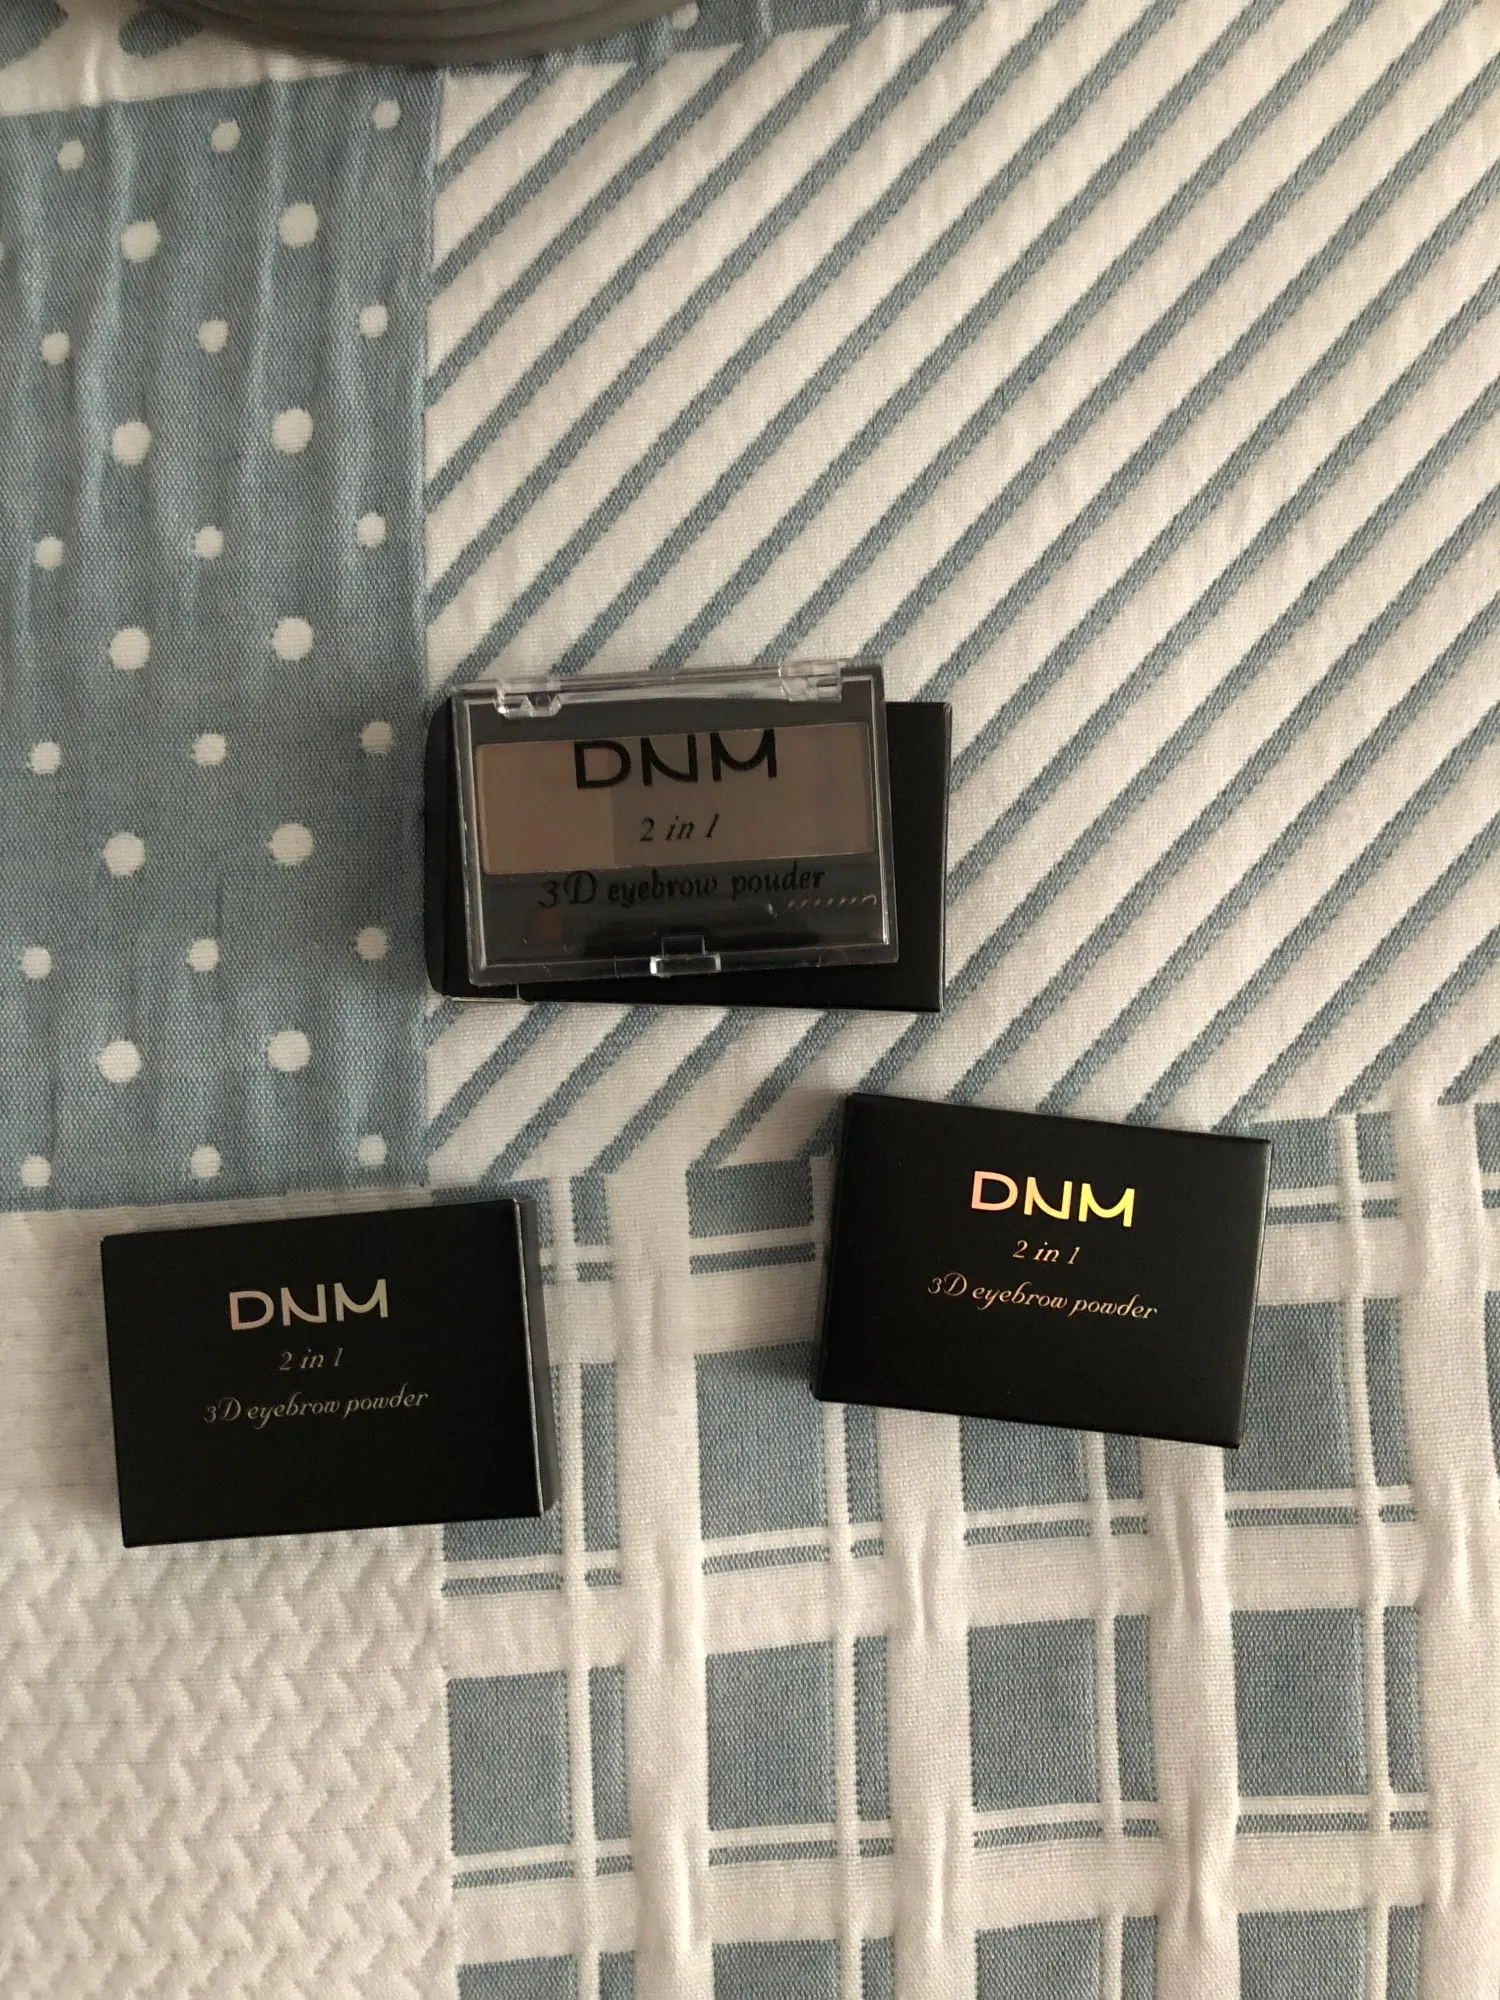 DNM
2 in 1
3D eyebrow pouder
DNM
2 in 1
3D eyebrow powder
DNM
2 in 1
3D eyebrow powder